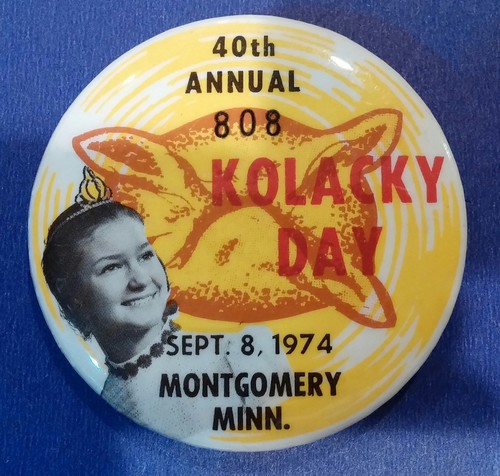 40th
ANNUAL
808
KOLACKY
DAY
SEPT. 8, 1974
MONTGOMERY
MINN.